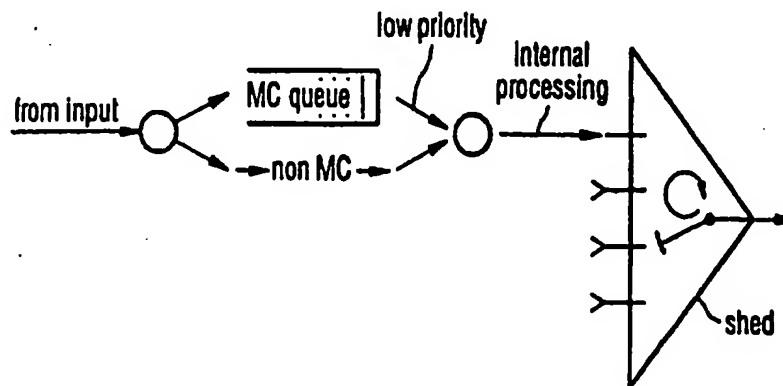 low priority
internal
processing
from input
MC queue
non MC
shed